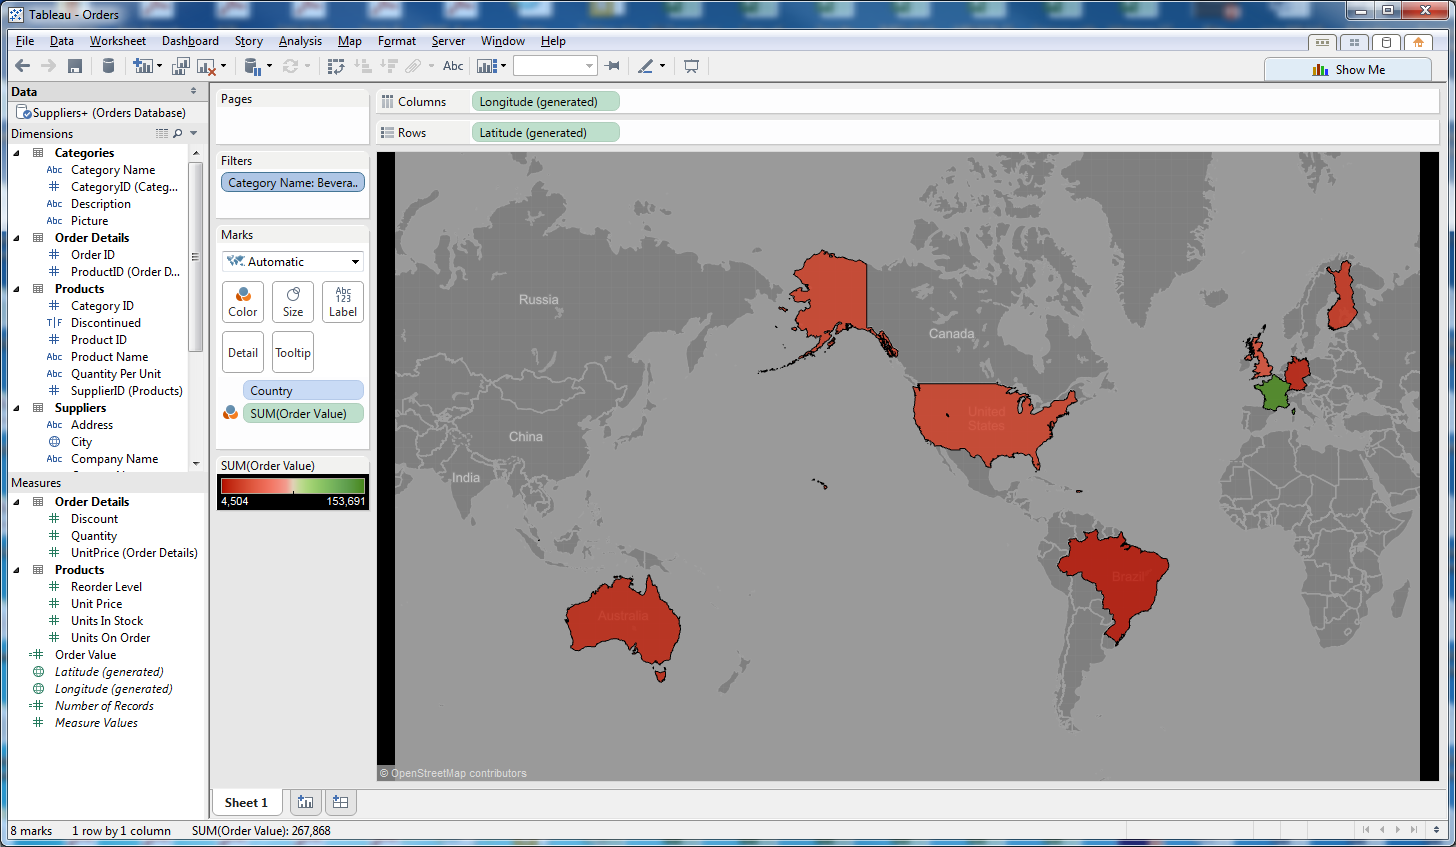 Tableau - Orders
File Data Worksheet Dashboard Story Analysis Map Format Server Window Help
Abc
Show Me
Data
Suppliers+ (Orders Database)
Dimensions
Categories
Abc Category Name
# CategoryID (Categ...
Abc Description
Abc Picture
Order Details
# Order ID
# ProductID (Order D...
Products
# Category ID
T|F Discontinued
# Product ID
Abc Product Name
Abc Quantity Per Unit
# SupplierID (Products)
Suppliers
Abc Address
City
Abc Company Name
Measures
Order Details
# Discount
# Quantity
# UnitPrice (Order Details)
Products
# Reorder Level
# Unit Price
# Units In Stock
# Units On Order
=# Order Value
Latitude (generated)
Longitude (generated)
=# Number of Records
# Measure Values
Pages
Filters
Category Name: Bevera..
Marks
Automatic
Color
Size
Abc
123
Label
Detail
Tooltip
Country
SUM(Order Value)
SUM(Order Value)
4,504 153,691
Columns Longitude (generated)
Rows Latitude (generated)
Russia
Canada
United
States
China
India
Brazil
Australia
© OpenStreetMap contributors
Sheet 1
8 marks 1 row by 1 column SUM(Order Value): 267,868